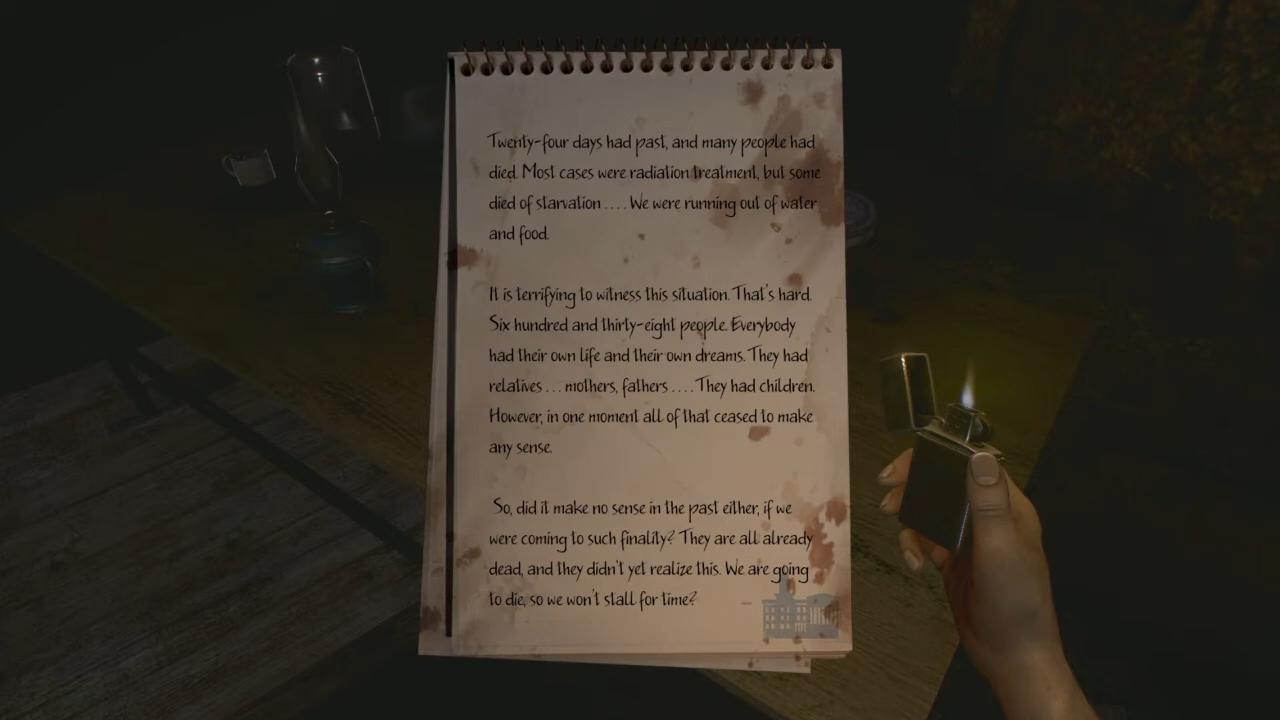 Twenty-four days had past, and many people had
died. Most cases were radiation treatment, but some
died of starvation .... We were running out of water
and food.
It is terrifying to witness this situation. That's hard.
Six hundred and thirty-eight people. Everybody
had their own life and their own dreams. They had
relatives ... mothers, fathers .... They had children.
However, in one moment all of that ceased to make
any sense.
So, did it make no sense in the past either, if we
were coming to such finality? They are all already
dead, and they didn't yet realize this. We are going
to die, so we won't stall for time?